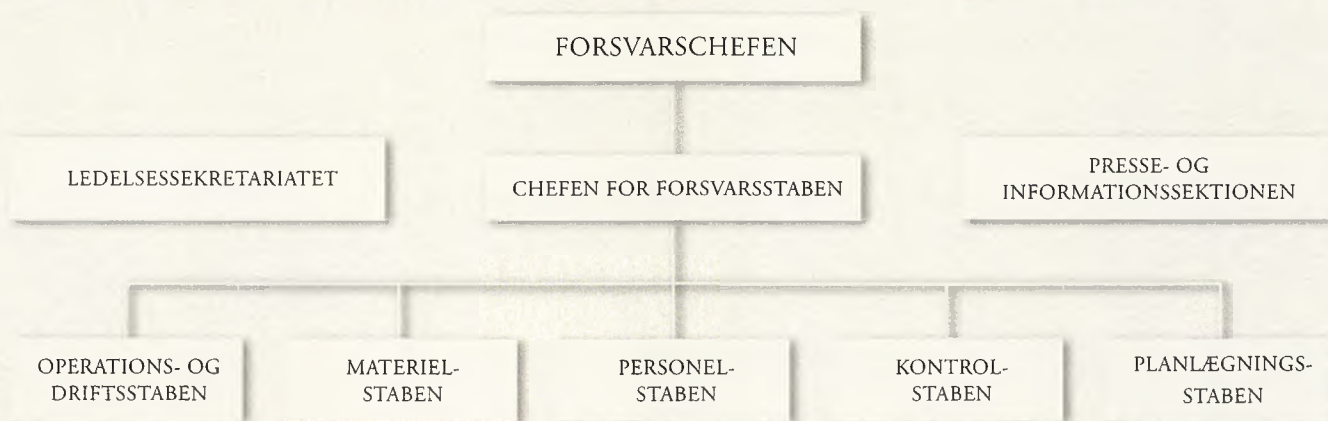 FORSVARSCHEFEN
LEDELSESSEKRETARIATET
CHEFEN FOR FORSVARSSTABEN
PRESSE- OG
INFORMATIONSSEKTIONEN
OPERATIONS- OG
DRIFTSSTABEN
MATERIEL-
STABEN
PERSONEL-
STABEN
KONTROL-
STABEN
PLANLÆGNINGS-
STABEN